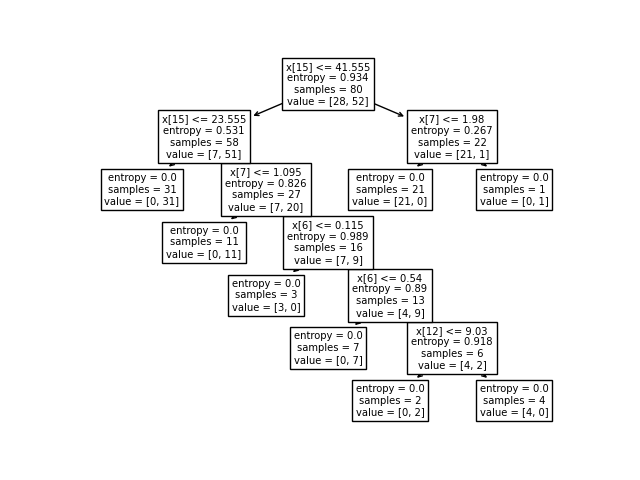 x[15] <= 41.555
entropy = 0.934
samples = 80
value = [28, 52]
x[15] <= 23.555
entropy = 0.531
samples = 58
value = [7, 51]
x[7] <= 1.98
entropy = 0.267
samples = 22
value = [21, 1]
entropy = 0.0
samples = 31
value = [0, 31]
x[7] <= 1.095
entropy = 0.826
samples = 27
value = [7, 20]
entropy = 0.0
samples = 21
value = [21, 0]
entropy = 0.0
samples = 1
value = [0, 1]
entropy = 0.0
samples = 11
value = [0, 11]
x[6] <= 0.115
entropy = 0.989
samples = 16
value = [7, 9]
entropy = 0.0
samples = 3
value = [3, 0]
x[6] <= 0.54
entropy = 0.89
samples = 13
value = [4, 9]
entropy = 0.0
samples = 7
value = [0, 7]
x[12] <= 9.03
entropy = 0.918
samples = 6
value = [4, 2]
entropy = 0.0
samples = 2
value = [0, 2]
entropy = 0.0
samples = 4
value = [4, 0]